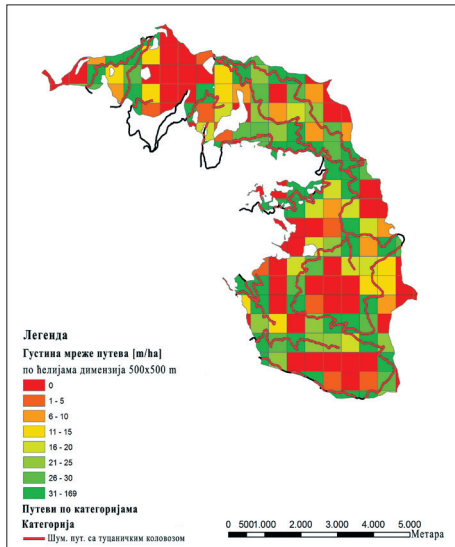 Легенда
Густина мреже путева [m/ha]
по ћелијама димензија 500x500 m
0
1 - 5
6 - 10
11 - 15
16 - 20
21 - 25
26 - 30
31 - 169
Путеви по категоријама
Категорија
Шум. пут. са туцаничким коловозом
0 5001.000 2.000 3.000 4.000 5.000
Метара